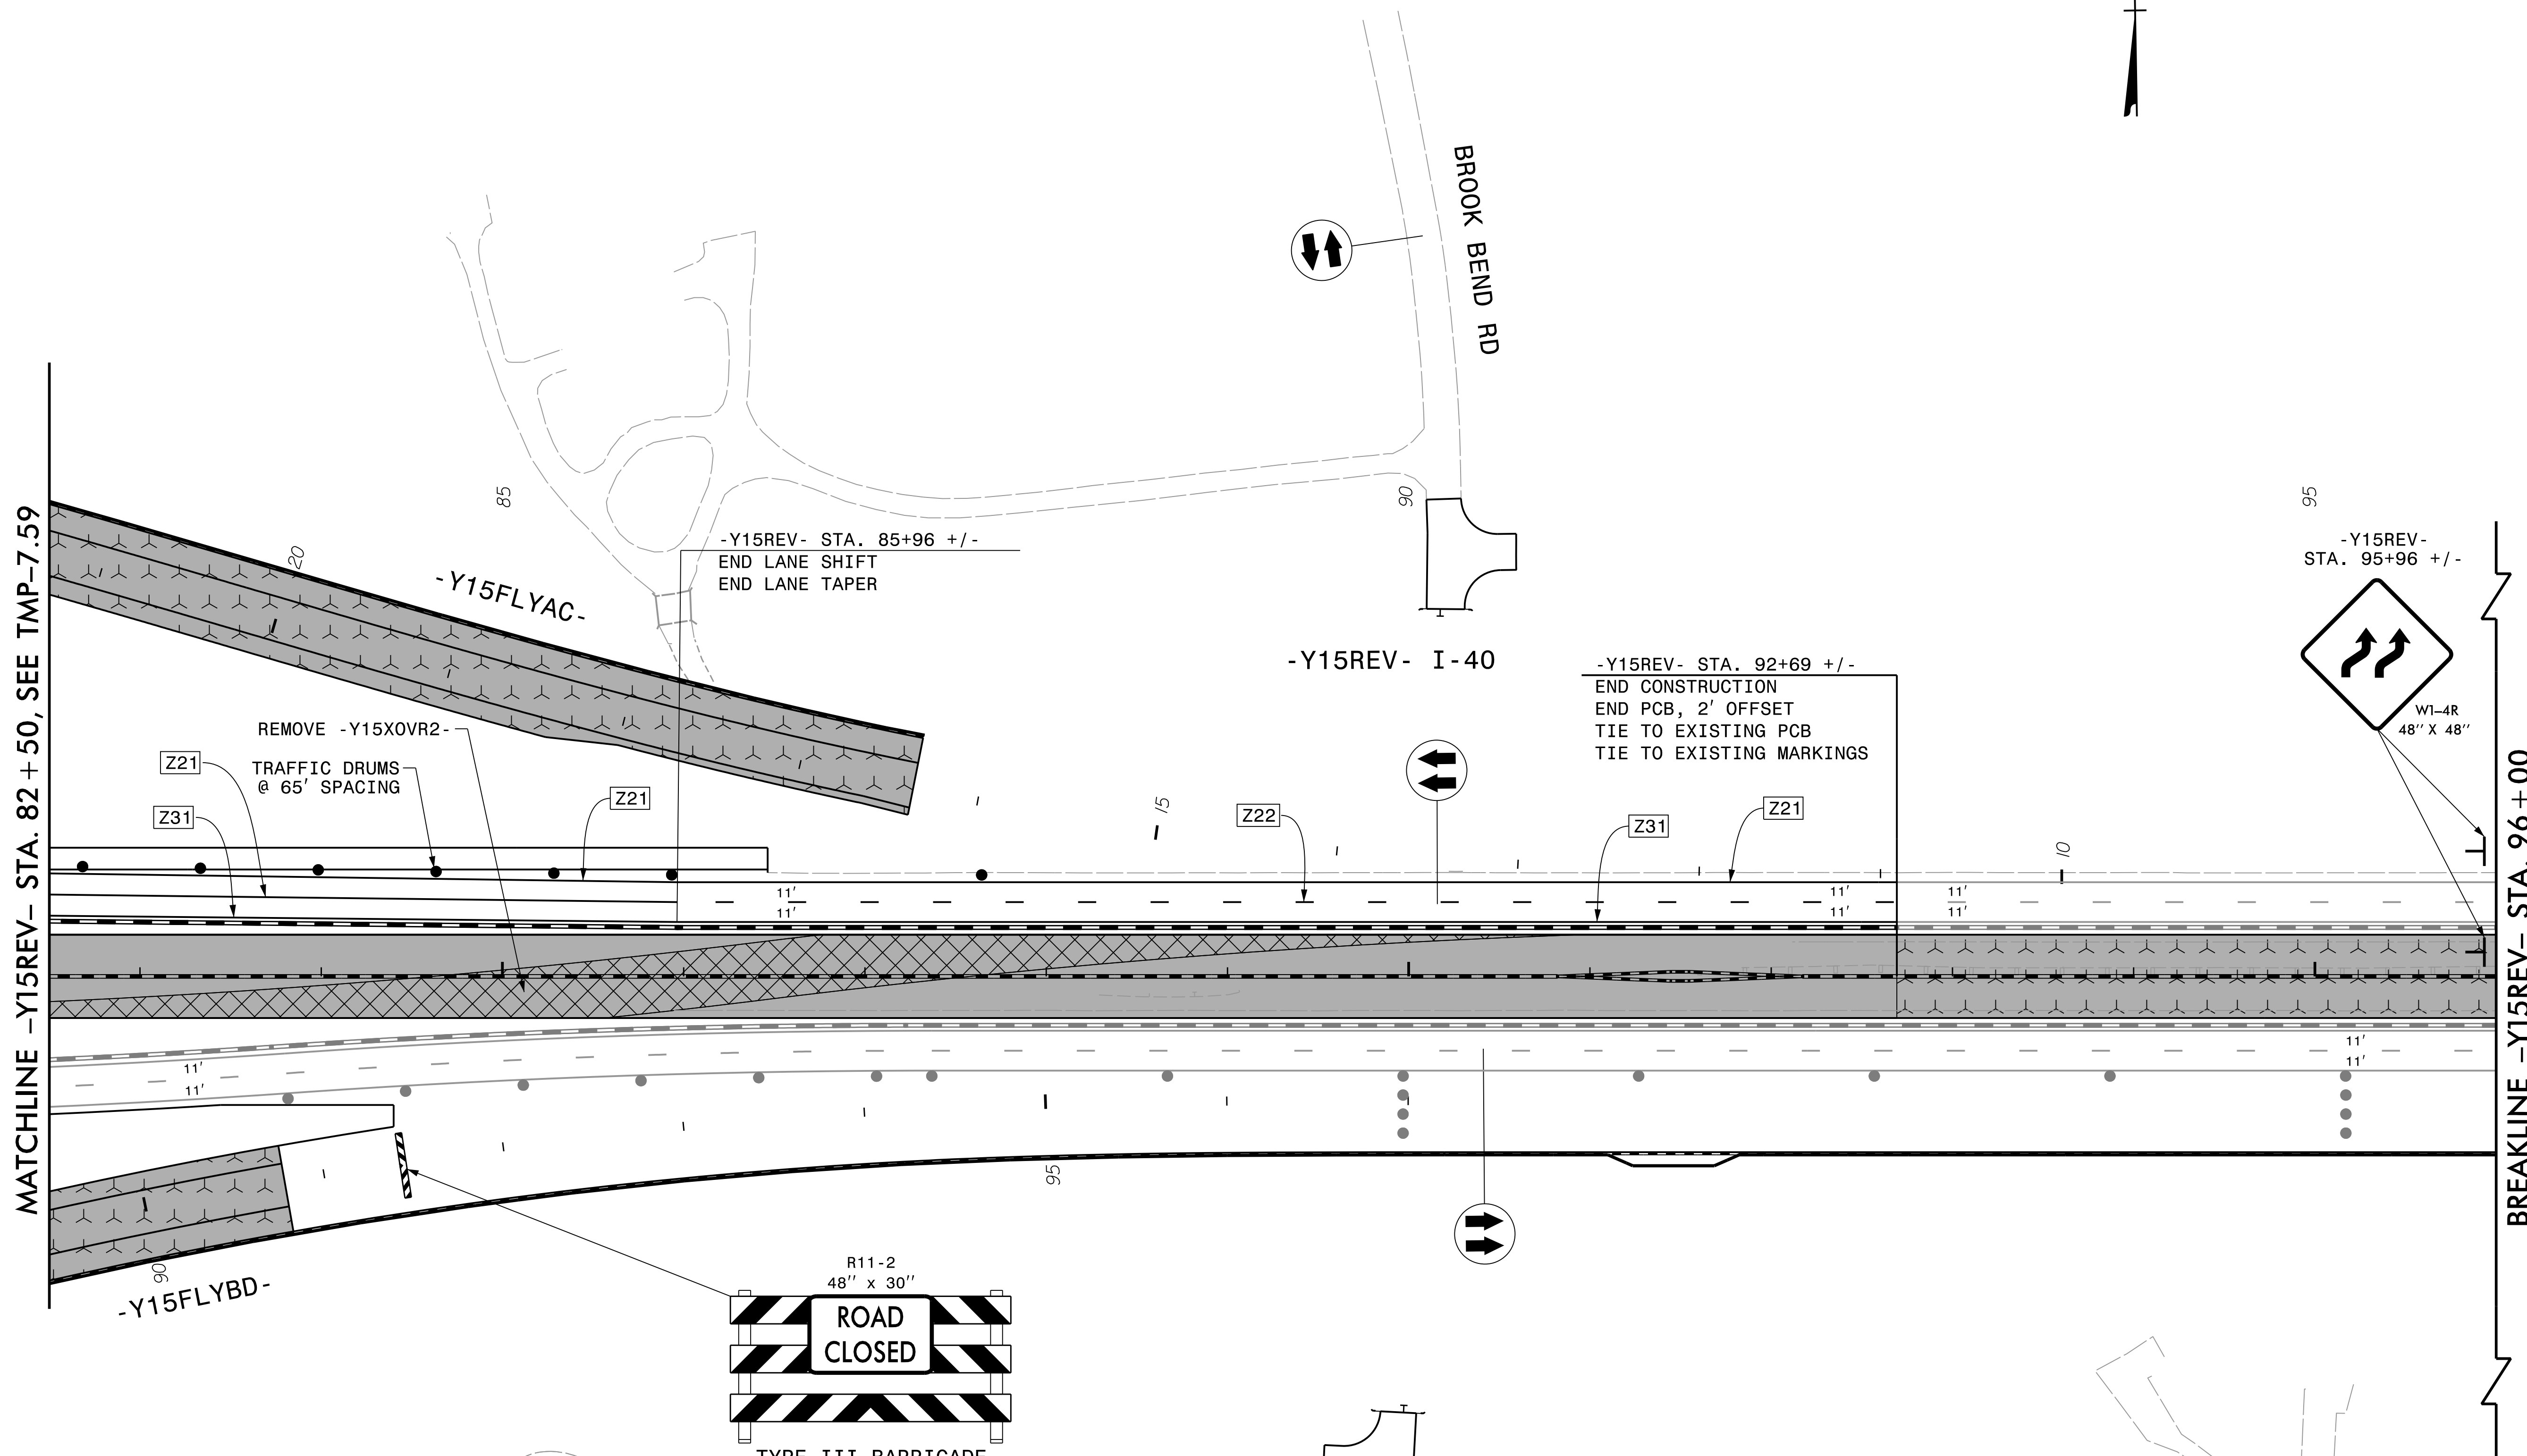 BROOK BEND RD
85
90
95
MATCHLINE -Y15REV- STA. 82+50, SEE TMP-7.59
20
-Y15FLYAC-
-Y15REV- STA. 85+96 +/-
END LANE SHIFT
END LANE TAPER
-Y15REV-
STA. 95+96 +/-
W1-4R
48" X 48"
-Y15REV- I-40
-Y15REV- STA. 92+69 +/-
END CONSTRUCTION
END PCB, 2' OFFSET
TIE TO EXISTING PCB
TIE TO EXISTING MARKINGS
REMOVE -Y15XOVR2-
Z21
TRAFFIC DRUMS
@ 65' SPACING
Z31
Z21
15
Z22
Z31
Z21
10
11'
11'
11'
11'
11'
11'
BREAKLINE -Y15REV- STA. 96+00
11'
11'
11'
11'
95
90
-Y15FLYBD-
R11-2
48" x 30"
ROAD
CLOSED
TYPE III BARRICADE